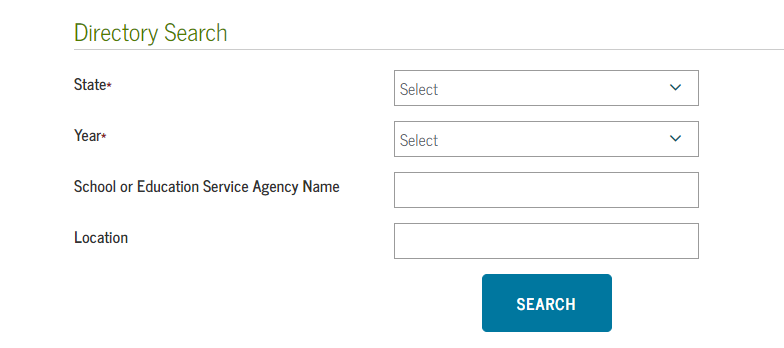 Directory Search
State*
Select
Year*
Select
School or Education Service Agency Name
Location
SEARCH